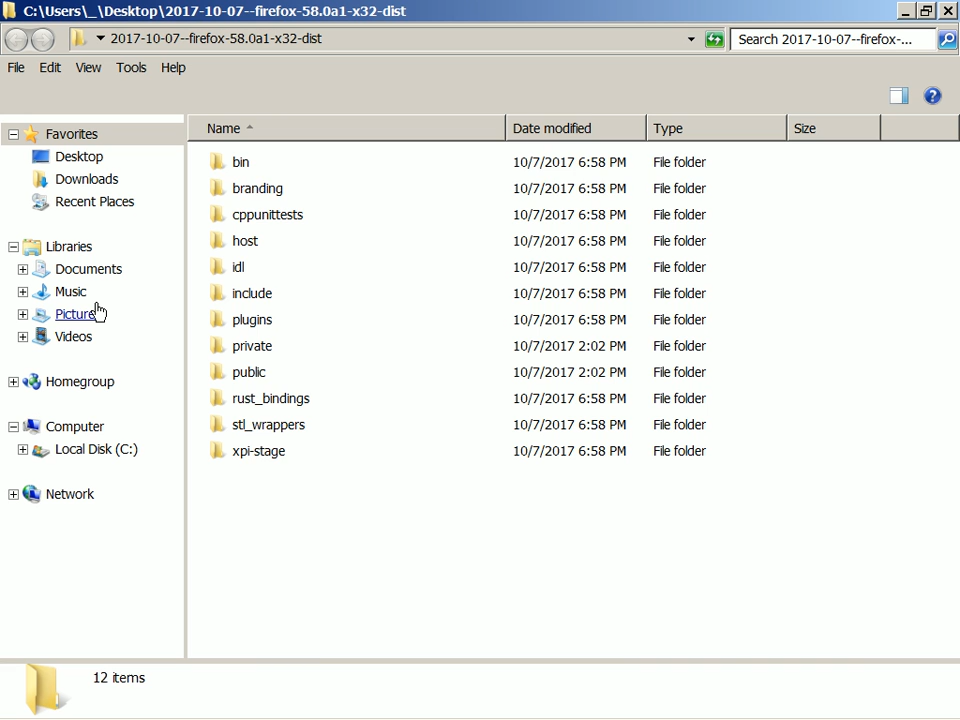 C:\Users\_\Desktop\2017-10-07--firefox-58.0a1-x32-dist
2017-10-07--firefox-58.0a1-x32-dist
Search 2017-10-07--firefox-...
File Edit View Tools Help
Favorites
Desktop
Downloads
Recent Places
Libraries
Documents
Music
Pictures
Videos
Homegroup
Computer
Local Disk (C:)
Network
Name Date modified Type Size
bin 10/7/2017 6:58 PM File folder
branding 10/7/2017 6:58 PM File folder
cppunittests 10/7/2017 6:58 PM File folder
host 10/7/2017 6:58 PM File folder
idl 10/7/2017 6:58 PM File folder
include 10/7/2017 6:58 PM File folder
plugins 10/7/2017 6:58 PM File folder
private 10/7/2017 2:02 PM File folder
public 10/7/2017 2:02 PM File folder
rust_bindings 10/7/2017 6:58 PM File folder
stl_wrappers 10/7/2017 6:58 PM File folder
xpi-stage 10/7/2017 6:58 PM File folder
12 items